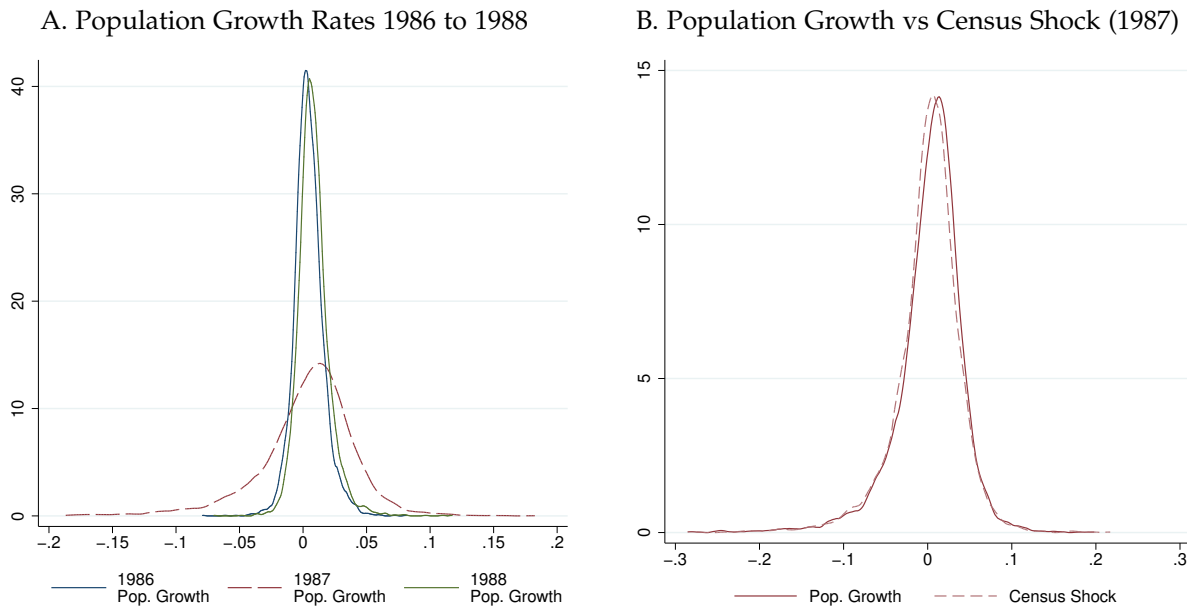 A. Population Growth Rates 1986 to 1988
40
30
20
10
0
-.2 -.15 -.1 -.05 0 .05 .1 .15 .2
1986 Pop. Growth
1987 Pop. Growth
1988 Pop. Growth
B. Population Growth vs Census Shock (1987)
15
10
5
0
-.3 -.2 -.1 0 .1 .2 .3
Pop. Growth Census Shock